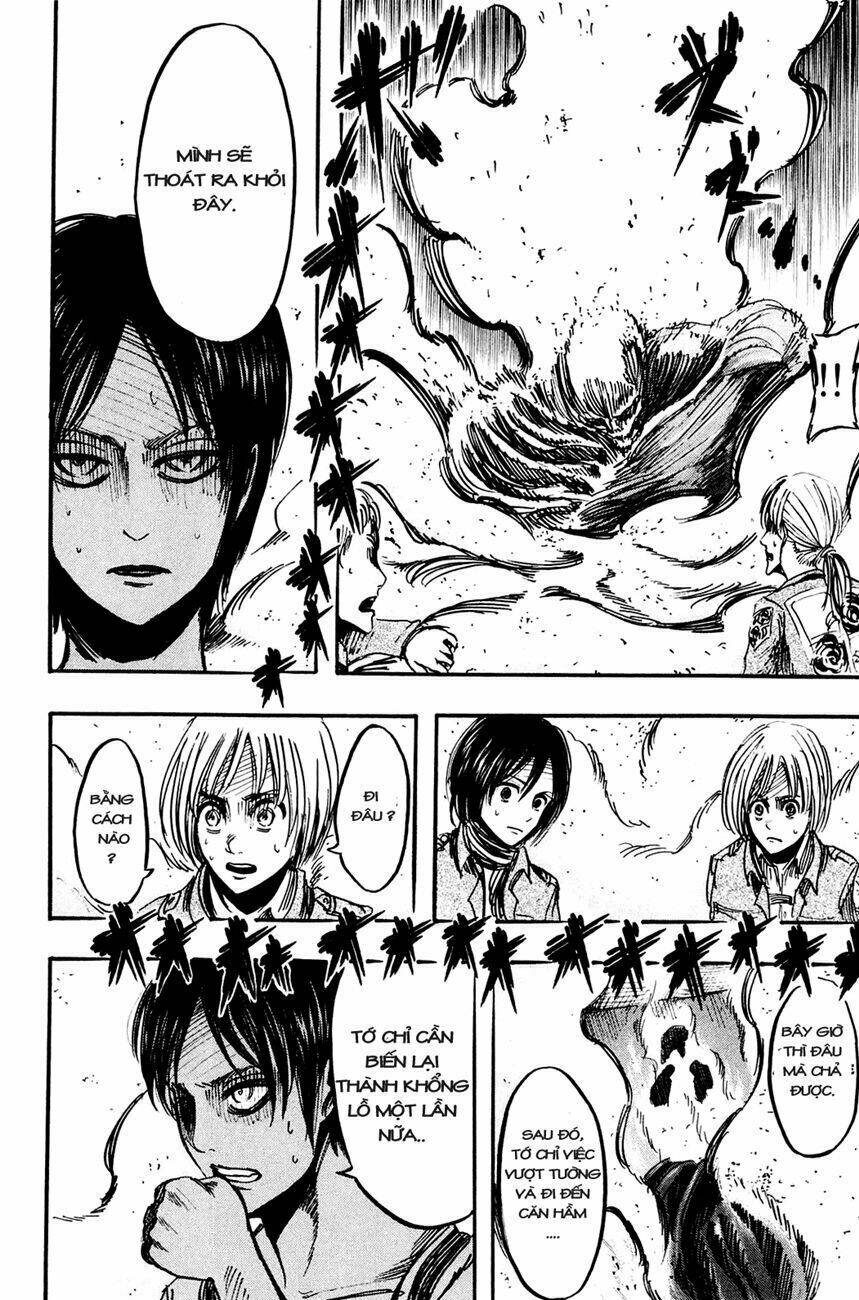 !!
MÌNH SẼ
THOÁT RA KHỎI
ĐÂY.
ĐI
ĐÂU ?
BẰNG
CÁCH
NÀO
?
BÂY GIỜ
THÌ ĐÂU
MÀ CHẢ
ĐƯỢC.
SAU ĐÓ,
TỚ CHỈ VIỆC
VƯỢT TƯỜNG
VÀ ĐI ĐẾN
CĂN HẦM
....
TỚ CHỈ CẦN
BIẾN LẠI
THÀNH KHỔNG
LỒ MỘT LẦN
NỮA..